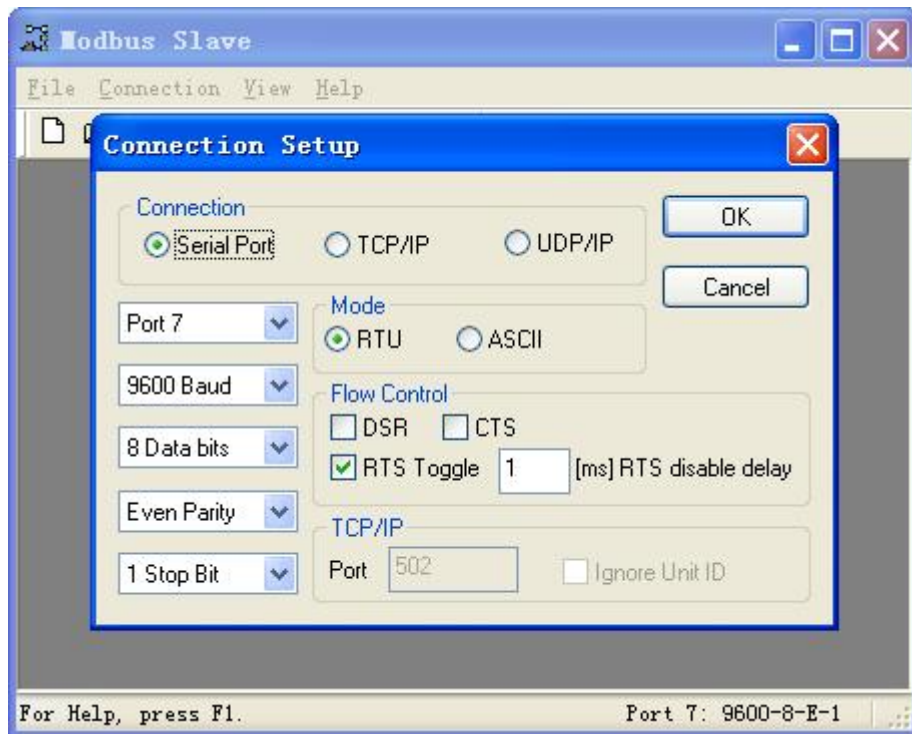 Modbus Slave
File Connection View Help
Connection Setup
Connection
Serial Port TCP/IP UDP/IP
OK
Cancel
Port 7
9600 Baud
8 Data bits
Even Parity
1 Stop Bit
Mode
RTU ASCII
Flow Control
DSR CTS
RTS Toggle 1 [ms] RTS disable delay
TCP/IP
Port 502 Ignore Unit ID
For Help, press F1. Port 7: 9600-8-E-1